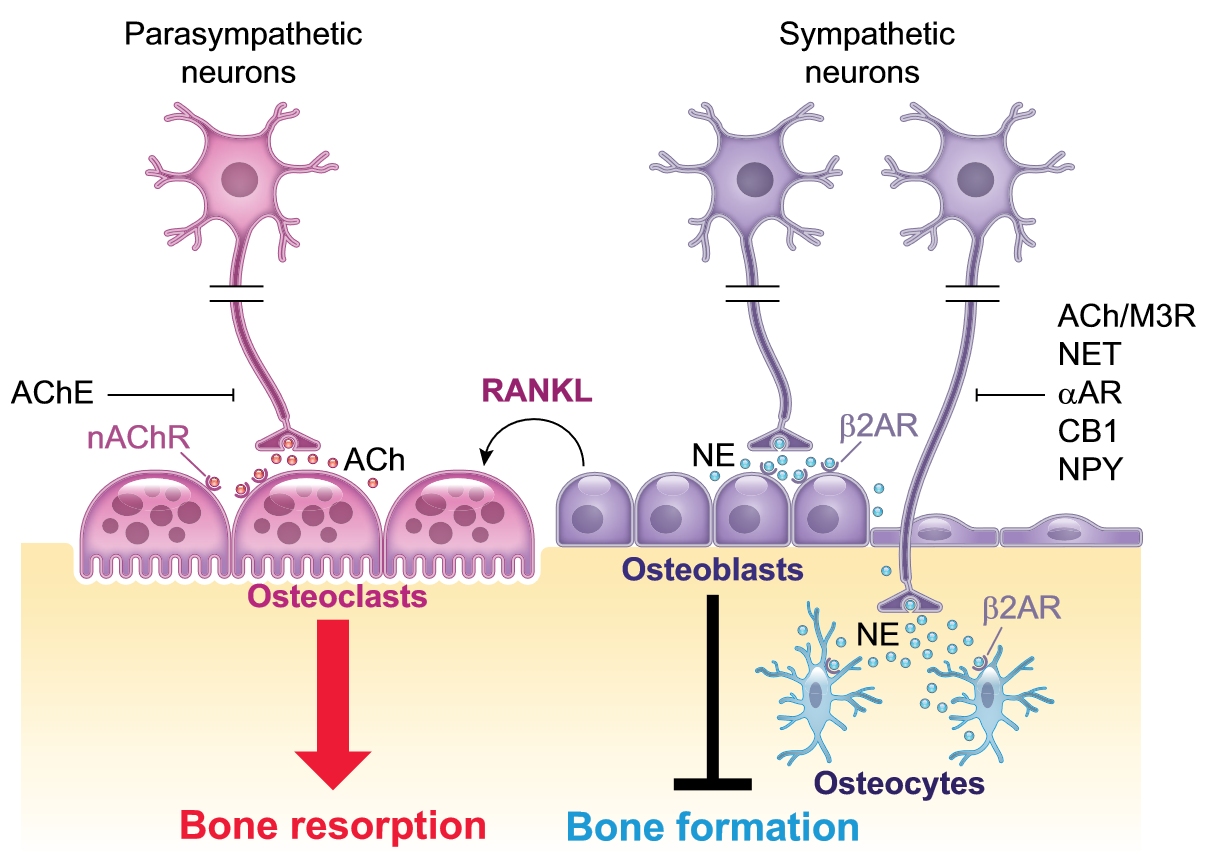 Parasympathetic
neurons
Sympathetic
neurons
ACh/M3R
NET
αAR
CB1
NPY
AChE
RANKL
nAChR
ACh
NE
β2AR
Osteoclasts
Osteoblasts
NE
β2AR
Osteocytes
Bone resorption
Bone formation